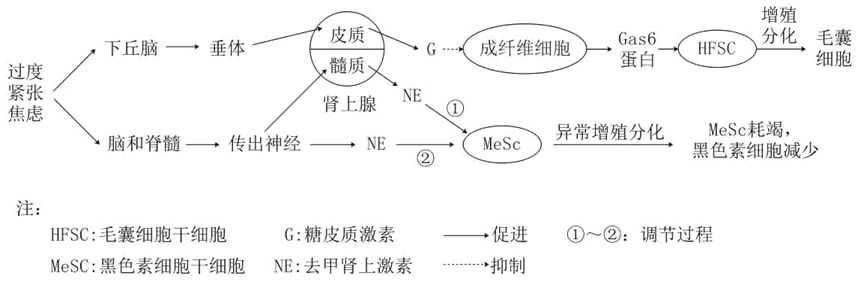 过度
紧张
焦虑
下丘脑
垂体
皮质
髓质
肾上腺
G
成纤维细胞
Gas6
蛋白
HFSC
增殖
分化
毛囊
细胞
脑和脊髓
传出神经
NE
NE
①
②
MeSc
异常增殖分化
MeSc耗竭，
黑色素细胞减少
注：
HFSC：毛囊细胞干细胞 G：糖皮质激素 促进 ①～②：调节过程
MeSC：黑色素细胞干细胞 NE：去甲肾上激素 抑制